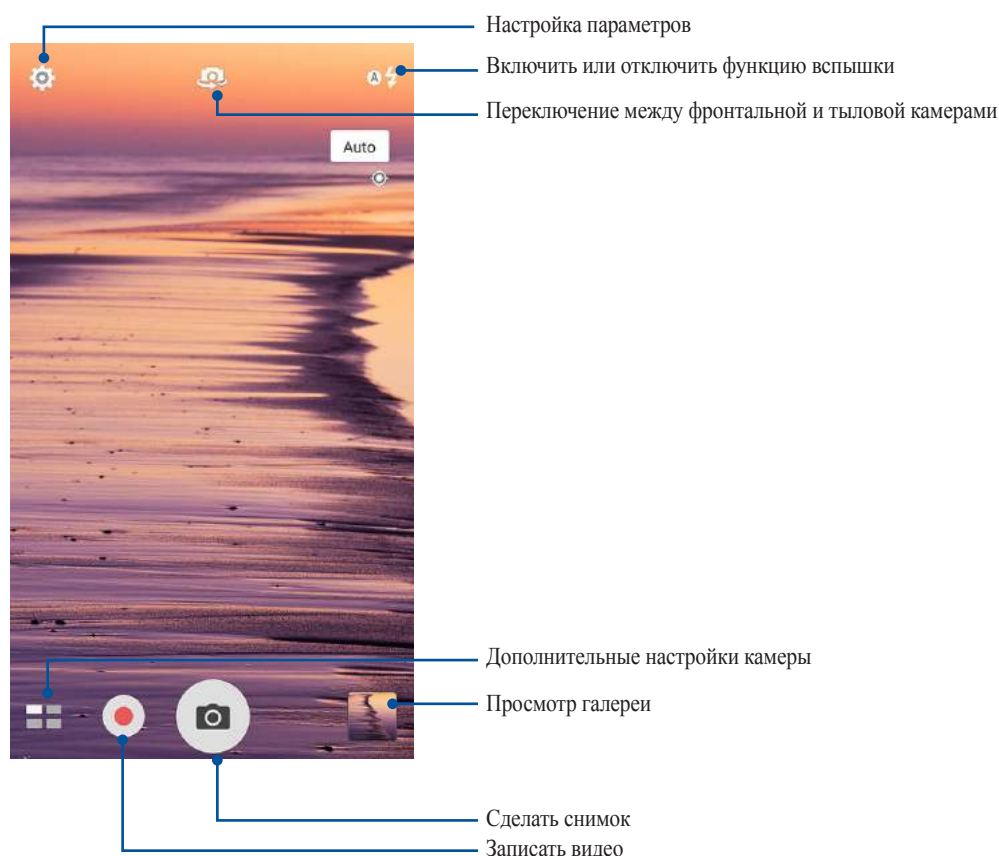 Настройка параметров
Включить или отключить функцию вспышки
A
Переключение между фронтальной и тыловой камерами
Auto
Дополнительные настройки камеры
Просмотр галереи
Сделать снимок
Записать видео